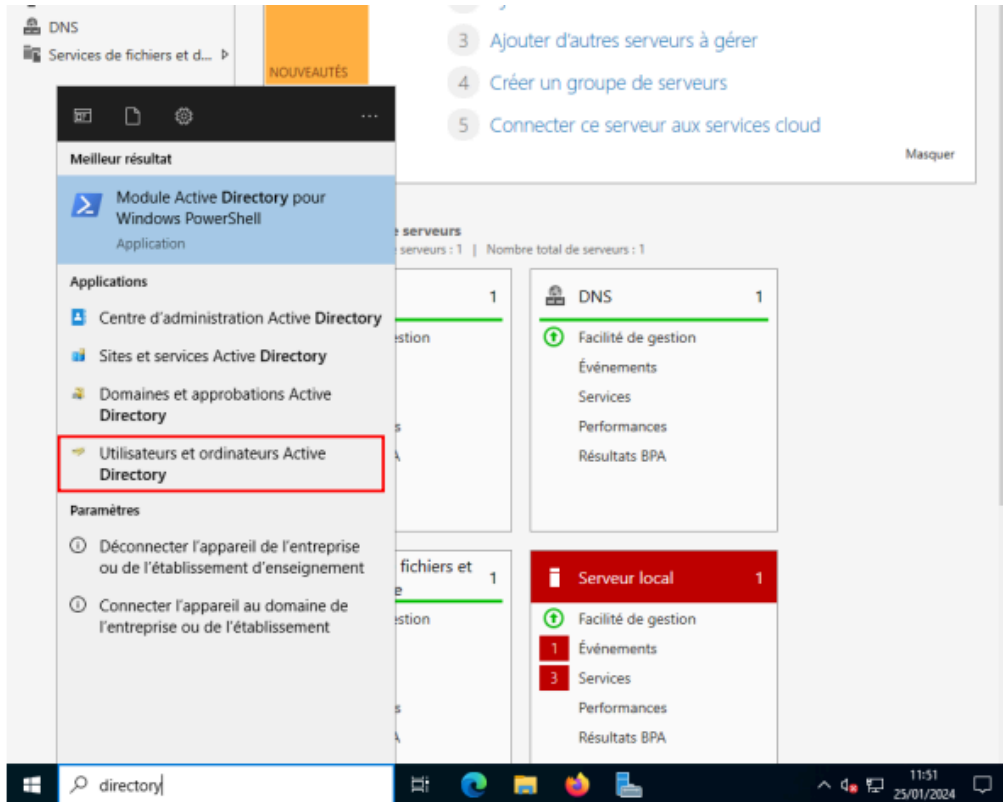 DNS
Services de fichiers et d...
NOUVEAUTÉS
3 Ajouter d'autres serveurs à gérer
4 Créer un groupe de serveurs
5 Connecter ce serveur aux services cloud
Masquer
...
Meilleur résultat
Module Active Directory pour
Windows PowerShell
Application
Applications
Centre d'administration Active Directory
Sites et services Active Directory
Domaines et approbations Active
Directory
Utilisateurs et ordinateurs Active
Directory
Paramètres
Déconnecter l'appareil de l'entreprise
ou de l'établissement d'enseignement
Connecter l'appareil au domaine de
l'entreprise ou de l'établissement
directory
serveurs
serveurs : 1 | Nombre total de serveurs : 1
1
estion
DNS 1
Facilité de gestion
Événements
Services
Performances
Résultats BPA
fichiers et
1
estion
Serveur local 1
Facilité de gestion
1 Événements
3 Services
Performances
Résultats BPA
11:51
25/01/2024